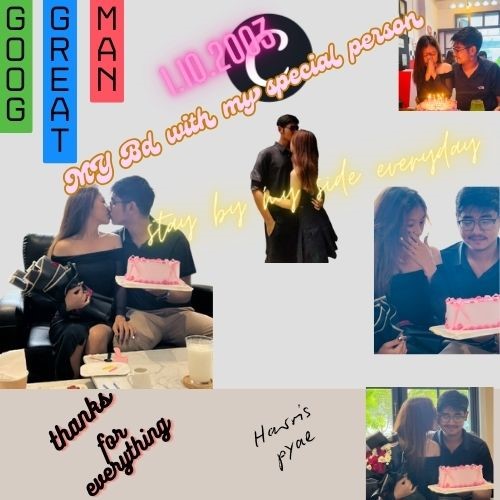 GOOG
GREAT
MAN
1.10.2003
MY Bd with my special person
stay by my side everyday
thanks
for
everything
Harris
pyae